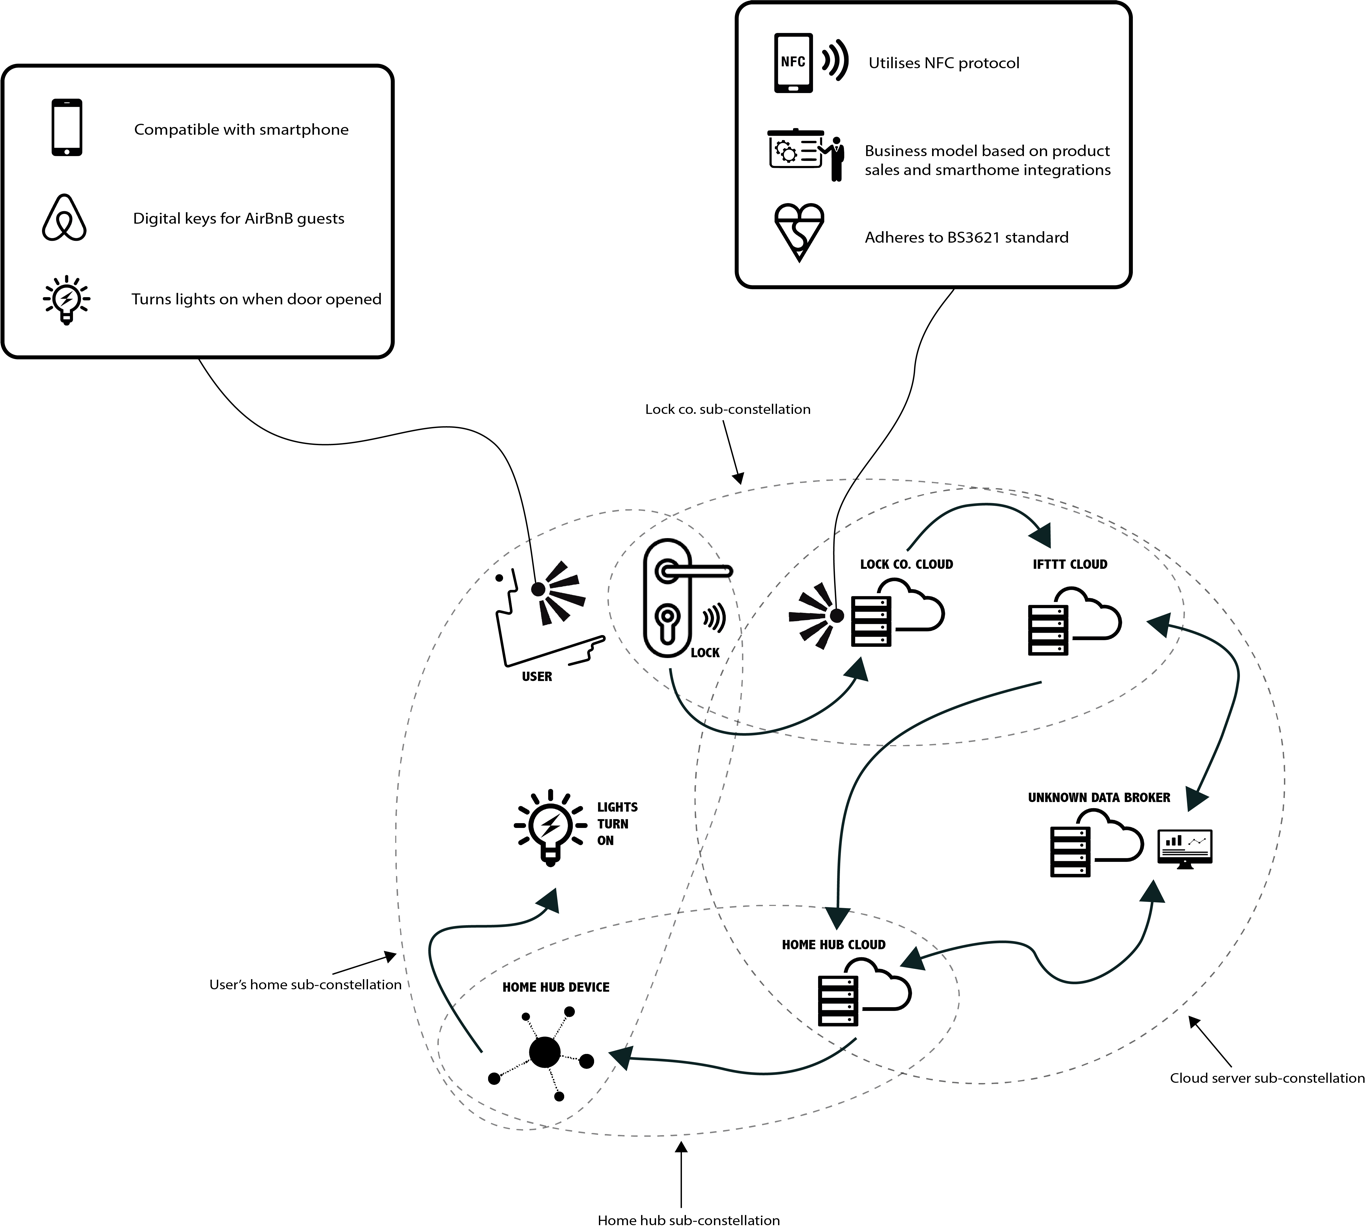 NFC
Utilises NFC protocol
Business model based on product
sales and smarthome integrations
Adheres to BS3621 standard
Compatible with smartphone
Digital keys for AirBnB guests
Turns lights on when door opened
Lock co. sub-constellation
LOCK CO. CLOUD
IFTTT CLOUD
LOCK
USER
LIGHTS
TURN
ON
UNKNOWN DATA BROKER
HOME HUB CLOUD
User's home sub-constellation
HOME HUB DEVICE
Cloud server sub-constellation
Home hub sub-constellation